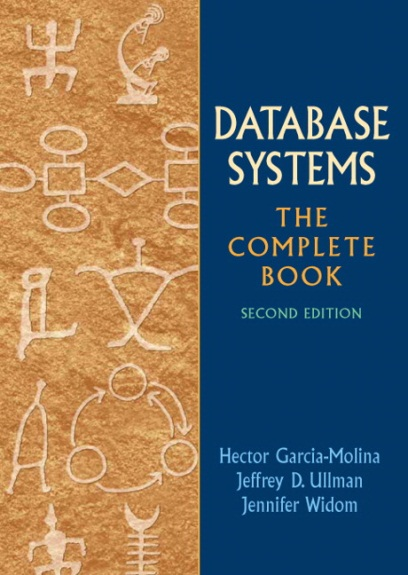 DATABASE
SYSTEMS
THE
COMPLETE
BOOK
SECOND EDITION
Hector Garcia-Molina
Jeffrey D. Ullman
Jennifer Widom